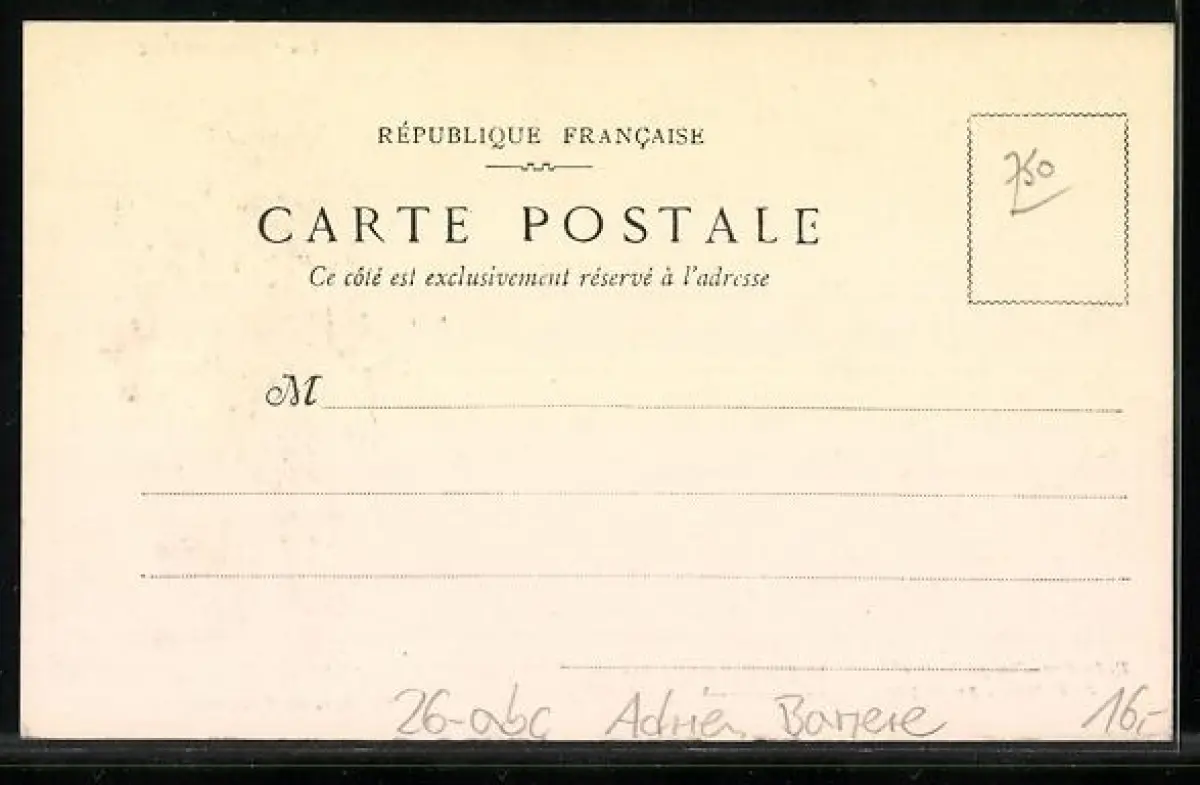 RÉPUBLIQUE FRANÇAISE
750
CARTE POSTALE
Ce côté est exclusivement réservé à l'adresse
M
26-abc Adrien Barrere 16,-